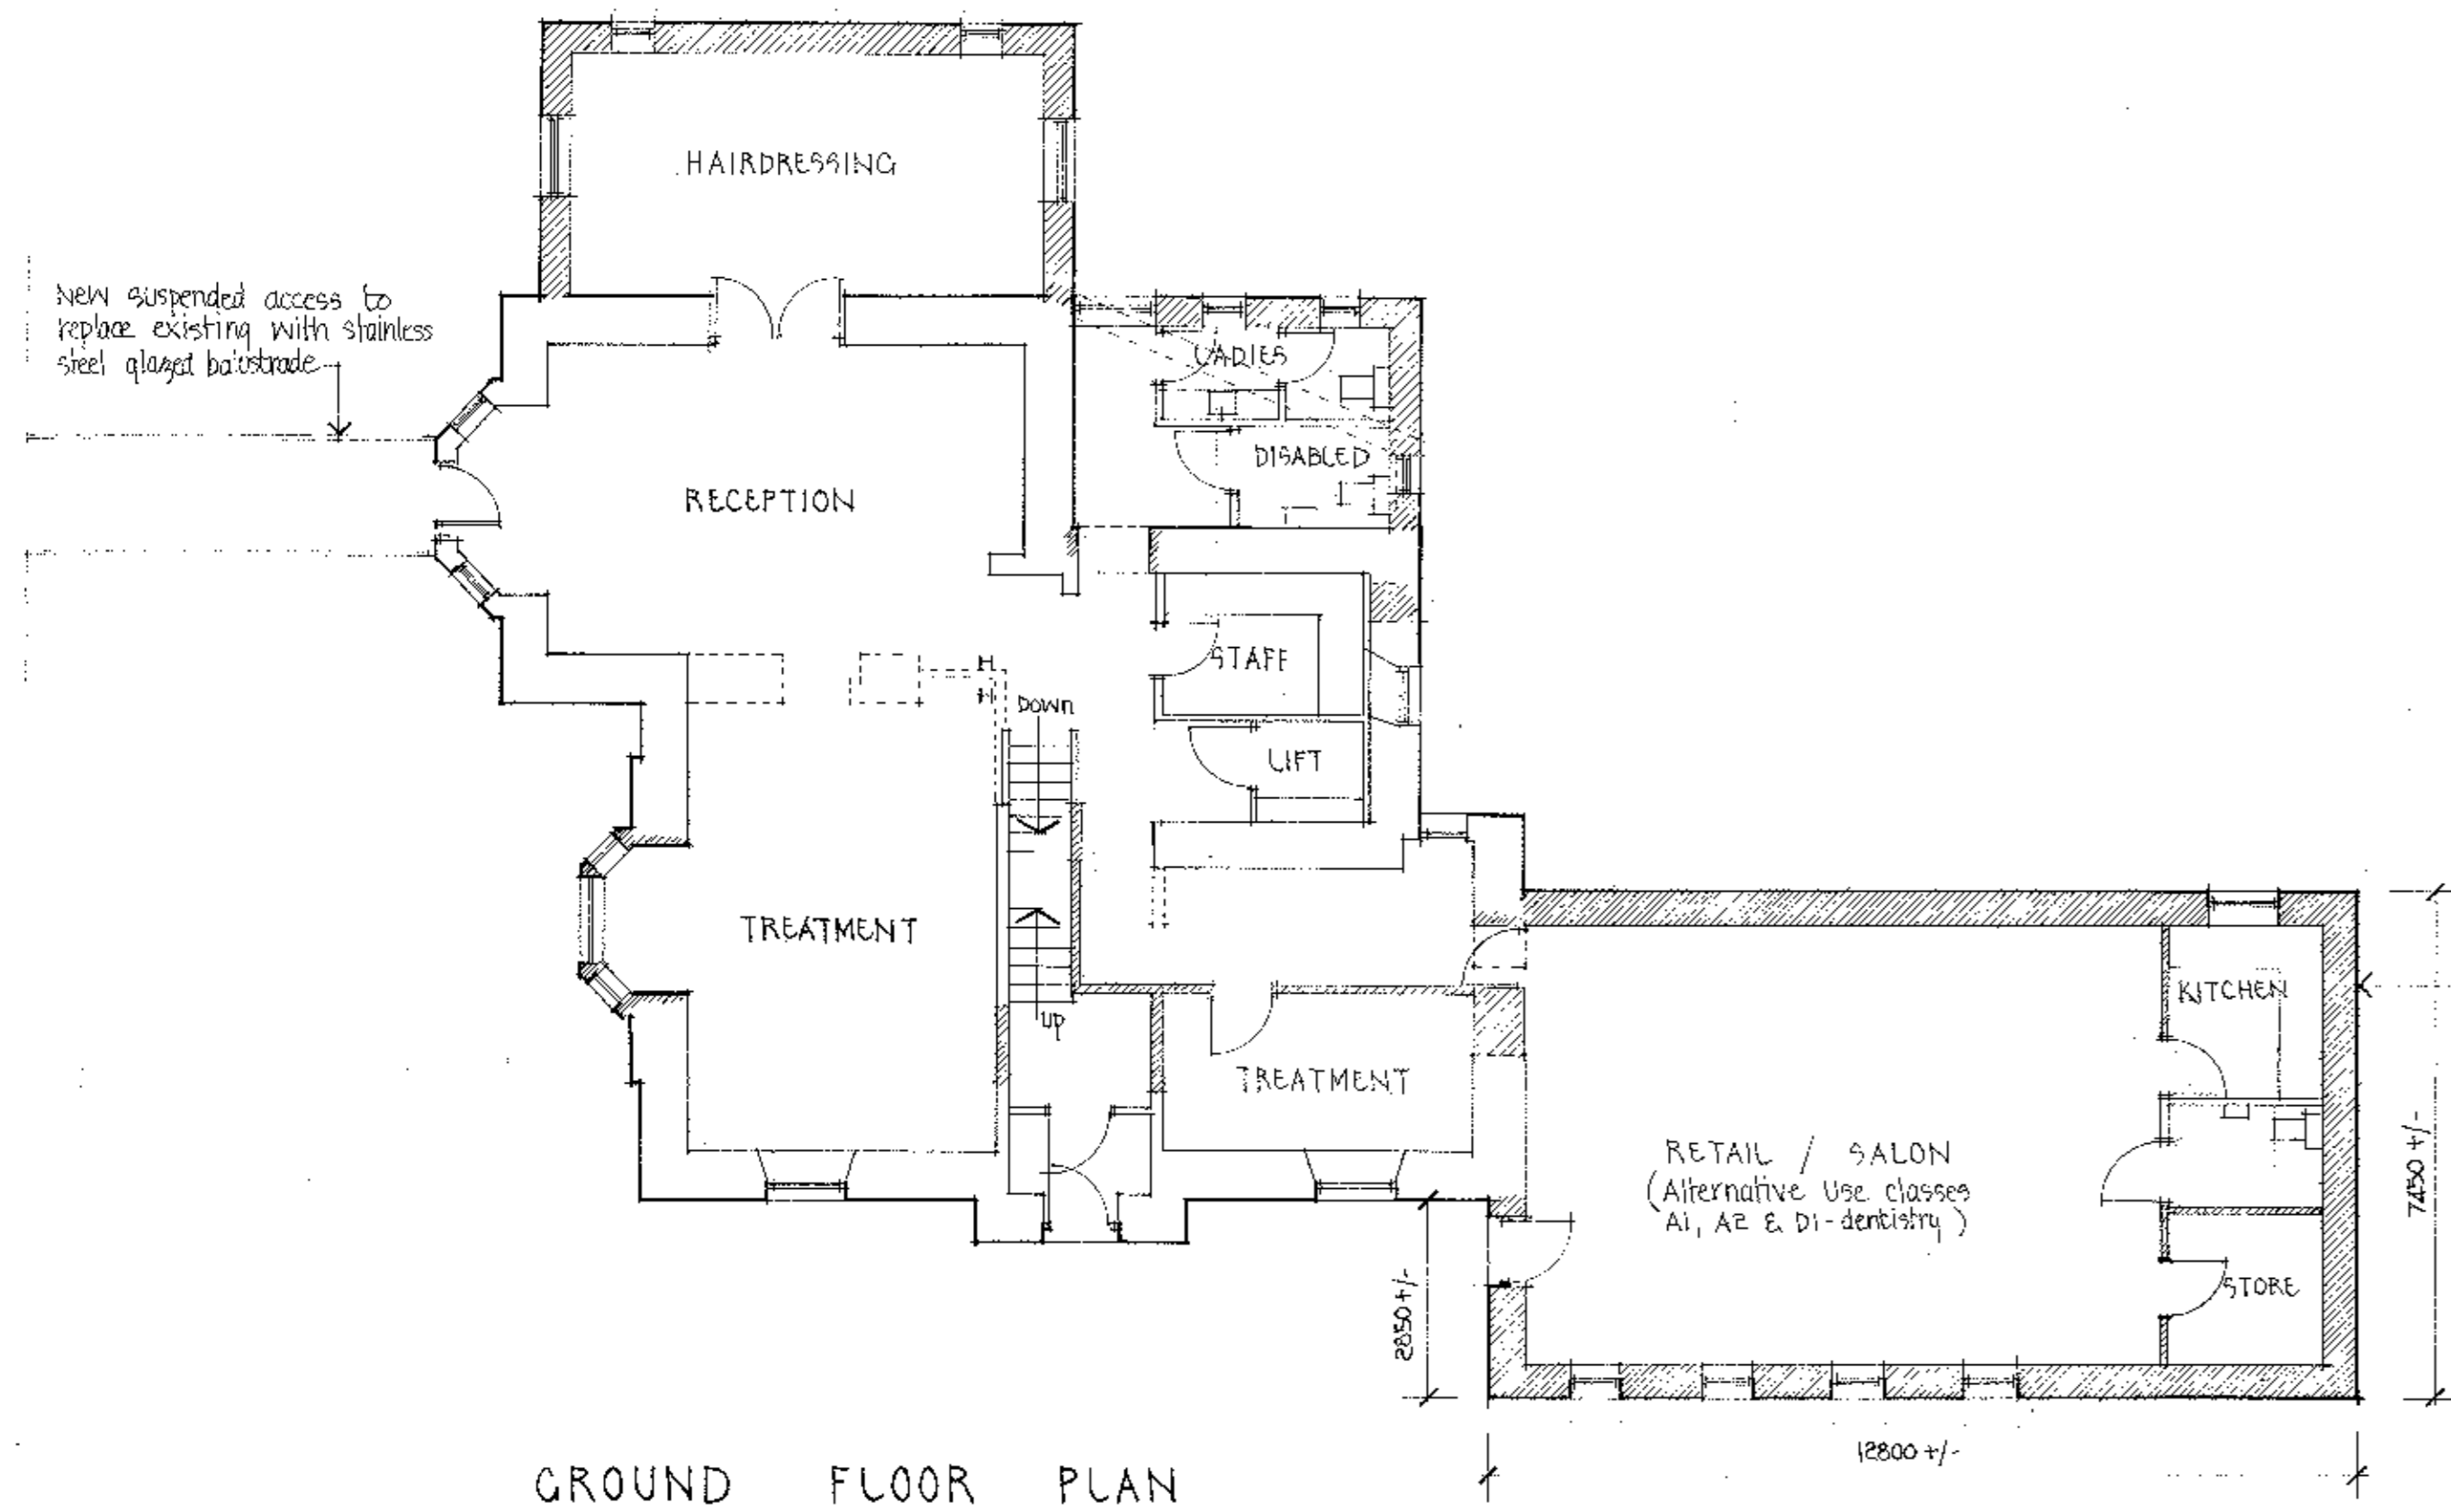 HAIRDRESSING
New suspended access to
replace existing with stainless
steel glazed balustrade
LADIES
DISABLED
RECEPTION
STAFF
DOWN
LIFT
TREATMENT
UP
KITCHEN
TREATMENT
RETAIL / SALON
(Alternative Use classes
A1, A2 & D1-dentistry)
STORE
7450 +/-
2850 +/-
12800 +/-
GROUND FLOOR PLAN